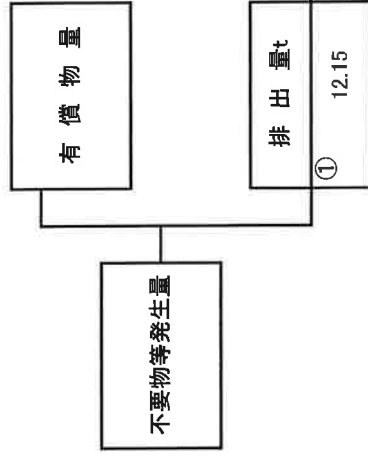 有償物量
不要物等発生量
排出量t
①
12.15